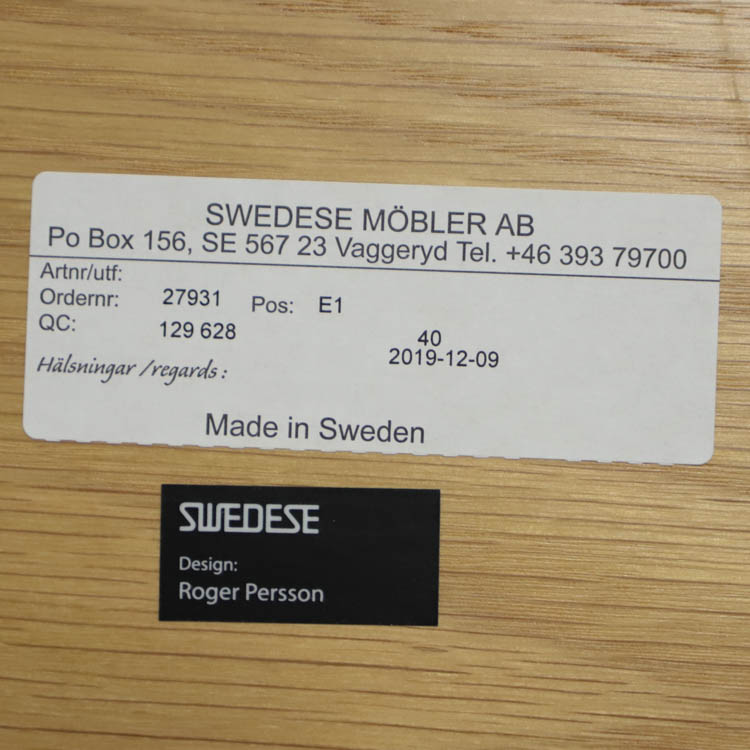 SWEDESE MÖBLER AB
Po Box 156, SE 567 23 Vaggeryd Tel. +46 393 79700
Artnr/utf:
Ordernr: 27931 Pos: E1
QC: 129 628 40
2019-12-09
Hälsningar /regards :
Made in Sweden
SWEDESE
Design:
Roger Persson